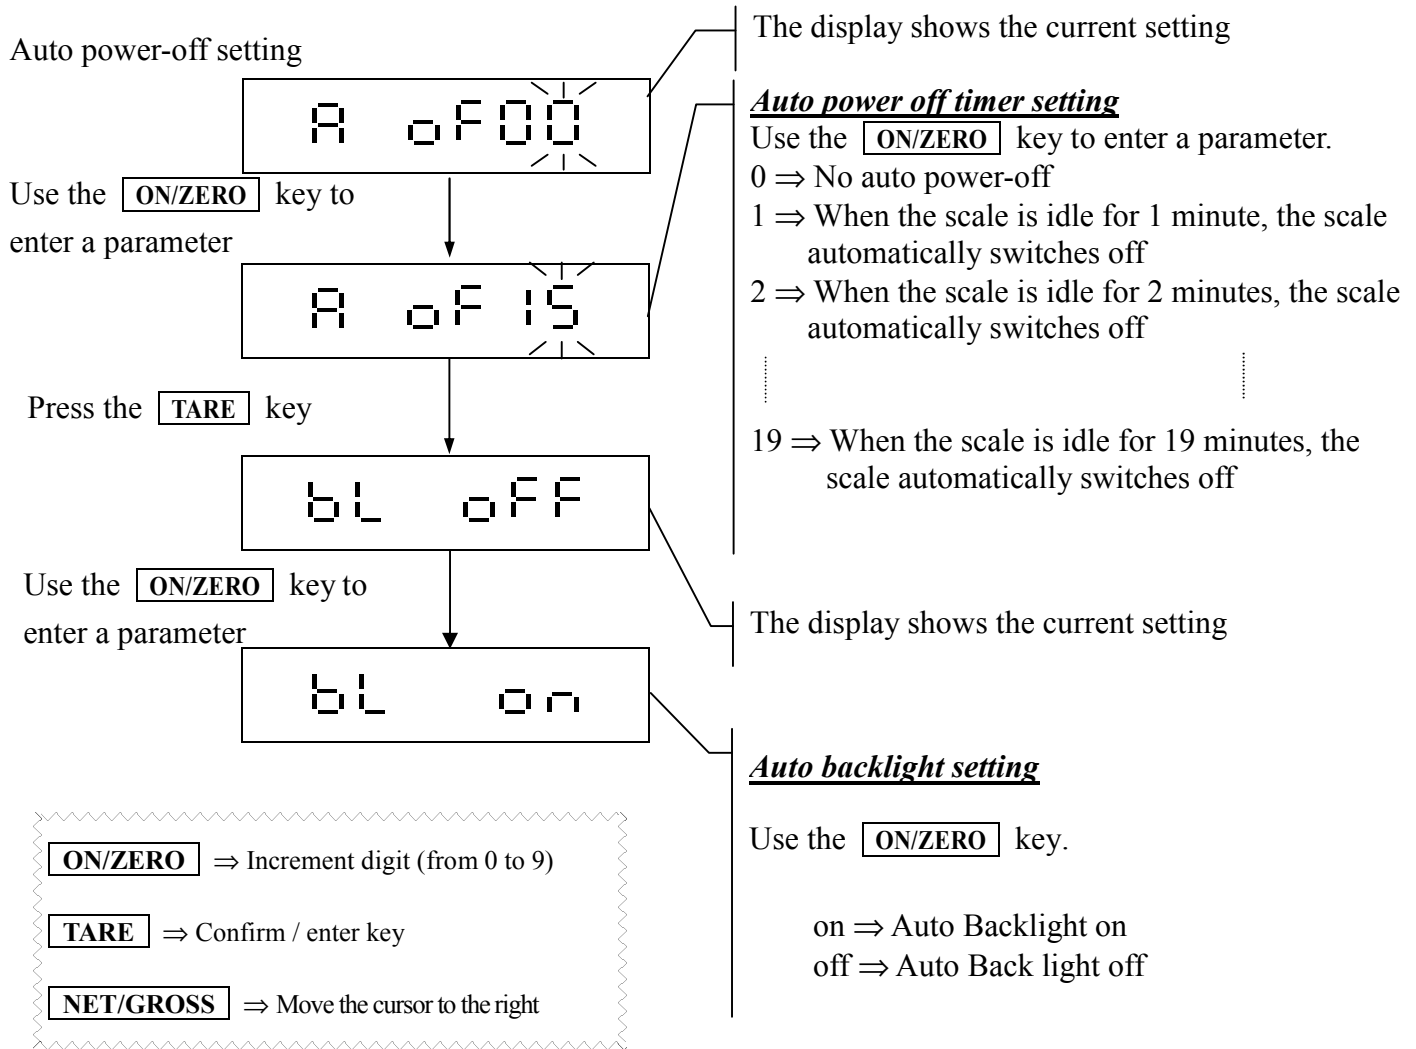 Auto power-off setting
A oF00
Use the ON/ZERO key to
enter a parameter
A oF15
Press the TARE key
bL oFF
Use the ON/ZERO key to
enter a parameter
bL on
ON/ZERO ⇒ Increment digit (from 0 to 9)
TARE ⇒ Confirm / enter key
NET/GROSS ⇒ Move the cursor to the right
The display shows the current setting
Auto power off timer setting
Use the ON/ZERO key to enter a parameter.
0 ⇒ No auto power-off
1 ⇒ When the scale is idle for 1 minute, the scale
automatically switches off
2 ⇒ When the scale is idle for 2 minutes, the scale
automatically switches off
19 ⇒ When the scale is idle for 19 minutes, the
scale automatically switches off
The display shows the current setting
Auto backlight setting
Use the ON/ZERO key.
on ⇒ Auto Backlight on
off ⇒ Auto Back light off